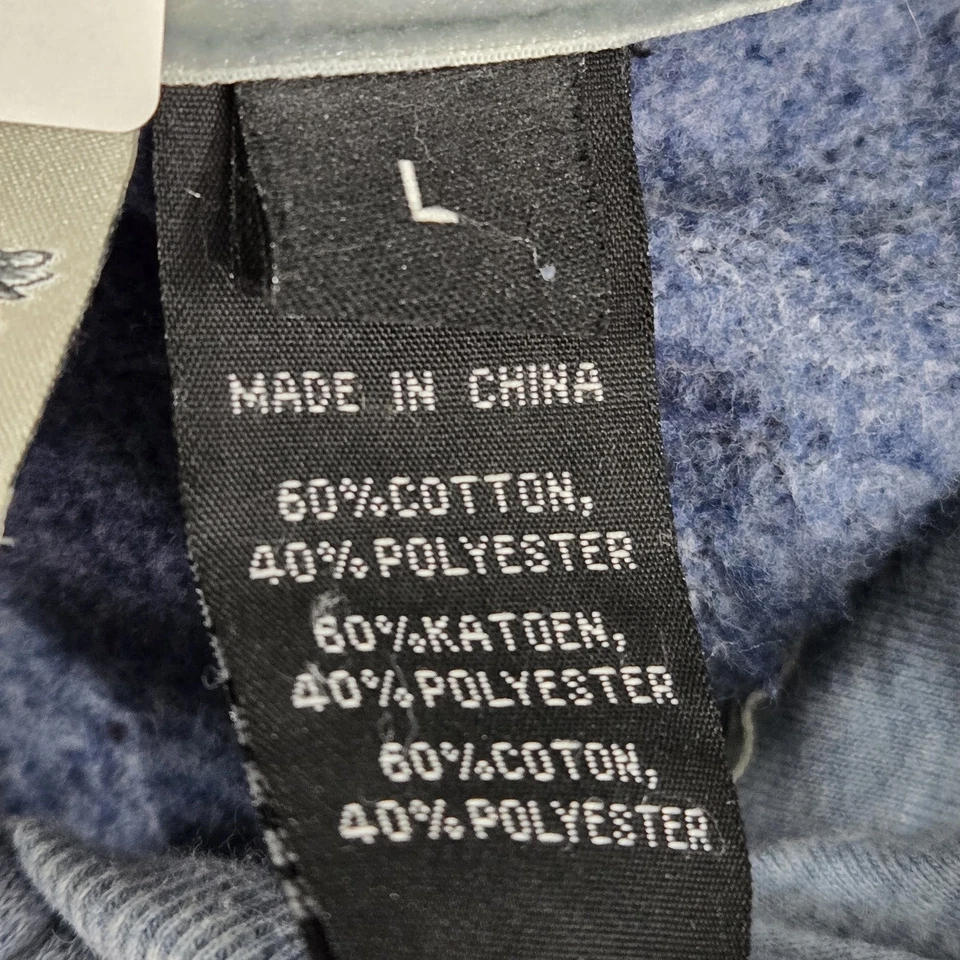 L
MADE IN CHINA
60%COTTON,
40%POLYESTER
60%KATOEN,
40%POLYESTER
60%COTON,
40%POLYESTER